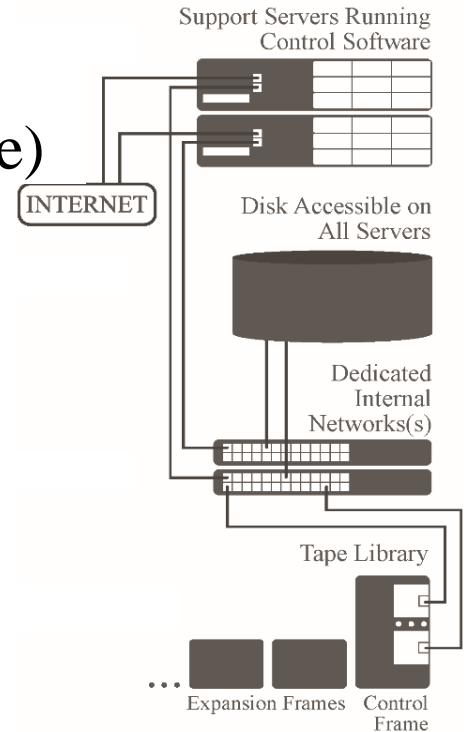 Support Servers Running
Control Software
e)
INTERNET
Disk Accessible on
All Servers
Dedicated
Internal
Networks(s)
Tape Library
...
Expansion Frames
Control
Frame